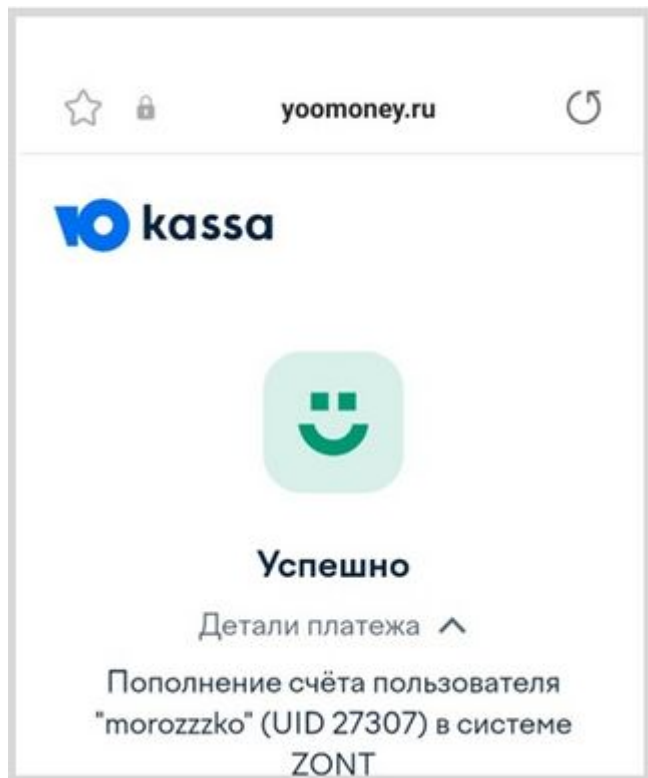 yoomoney.ru
Ю kassa
Успешно
Детали платежа
Пополнение счёта пользователя
"morozzzko" (UID 27307) в системе
ZONT